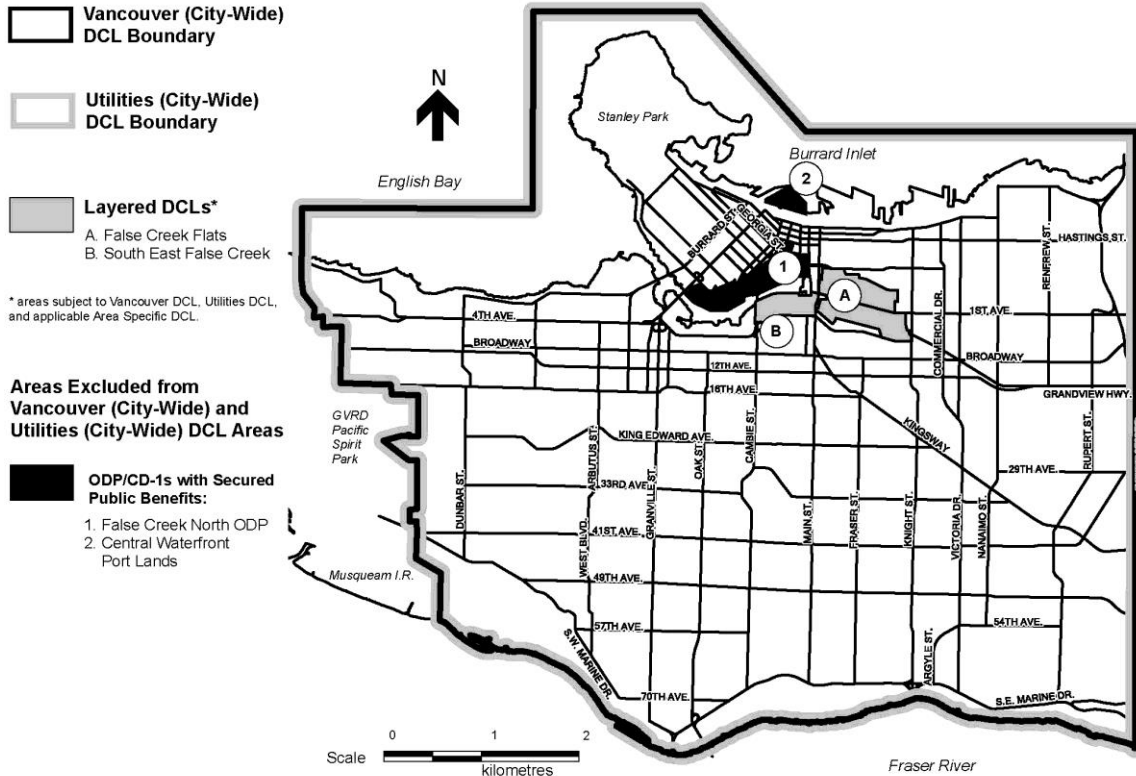 Vancouver (City-Wide)
DCL Boundary
Utilities (City-Wide)
DCL Boundary
Layered DCLs*
A. False Creek Flats
B. South East False Creek
* areas subject to Vancouver DCL, Utilities DCL,
and applicable Area Specific DCL.
Areas Excluded from
Vancouver (City-Wide) and
Utilities (City-Wide) DCL Areas
ODP/CD-1s with Secured
Public Benefits:
1. False Creek North ODP
2. Central Waterfront
Port Lands
N
Stanley Park
English Bay
Burrard Inlet
2
BURRARD ST.
GEORGIA ST.
1
A
B
HASTINGS ST.
RENFREW ST.
COMMERCIAL DR.
4TH AVE.
1ST AVE.
BROADWAY
BROADWAY
12TH AVE.
16TH AVE.
GRANDVIEW HWY.
GVRD
Pacific
Spirit
Park
KING EDWARD AVE.
KINGSWAY
CAMBIE ST.
OAK ST.
ARBUTUS ST.
RUPERT ST.
29TH AVE.
33RD AVE.
DUNBAR ST.
GRANVILLE ST.
MAIN ST.
FRASER ST.
KNIGHT ST.
VICTORIA DR.
NANAIMO ST.
41ST AVE.
WEST BLVD.
49TH AVE.
Musqueam I.R.
57TH AVE.
54TH AVE.
S.W. MARINE DR.
ARGYLE ST.
70TH AVE.
S.E. MARINE DR.
Scale
0 1 2
kilometres
Fraser River